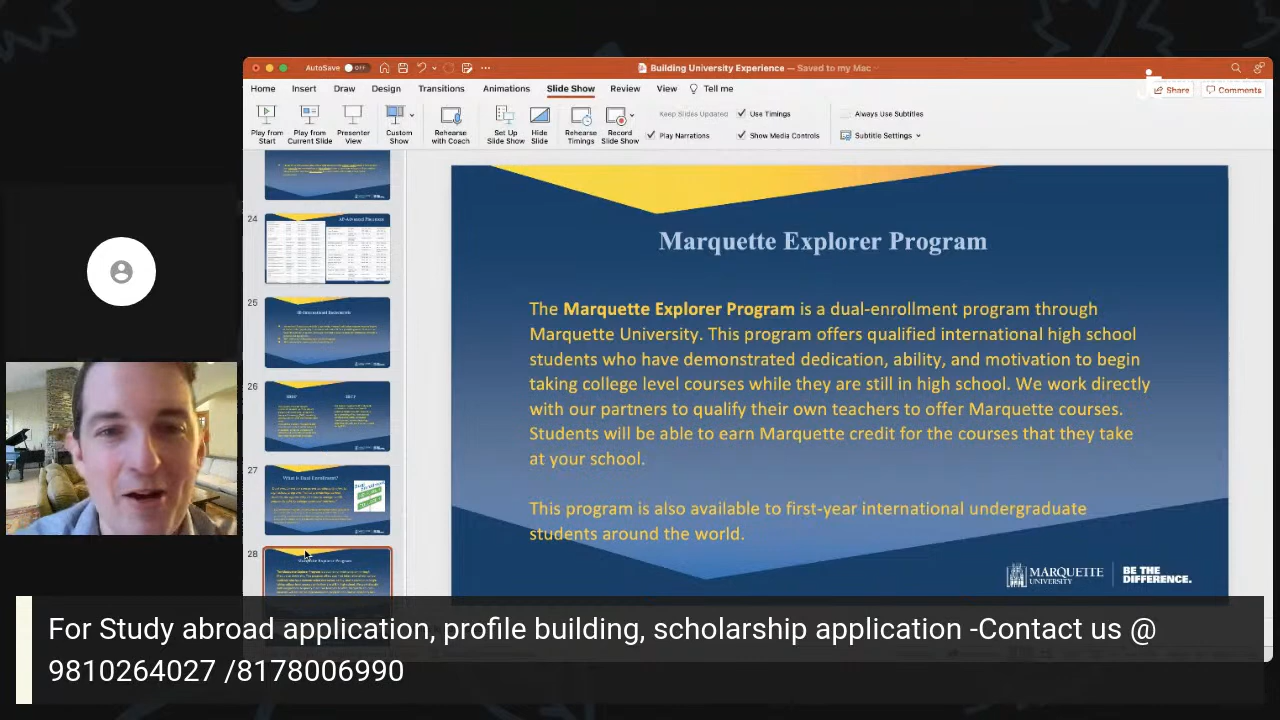 AutoSave OFF
Building University Experience — Saved to my Mac
Home Insert Draw Design Transitions Animations Slide Show Review View Tell me
Share Comments
Play from Start
Play from Current Slide
Presenter View
Custom Show
Rehearse with Coach
Set Up Slide Show
Hide Slide
Rehearse Timings
Record Slide Show
Keep Slides Updated
Play Narrations
Use Timings
Show Media Controls
Always Use Subtitles
Subtitle Settings
24
25
26
27
What is Dual Enrollment?
28
Marquette Explorer Program
Marquette Explorer Program
The Marquette Explorer Program is a dual-enrollment program through
Marquette University. This program offers qualified international high school
students who have demonstrated dedication, ability, and motivation to begin
taking college level courses while they are still in high school. We work directly
with our partners to qualify their own teachers to offer Marquette courses.
Students will be able to earn Marquette credit for the courses that they take
at your school.
This program is also available to first-year international undergraduate
students around the world.
MARQUETTE
UNIVERSITY
BE THE
DIFFERENCE.
For Study abroad application, profile building, scholarship application -Contact us @
9810264027 /8178006990